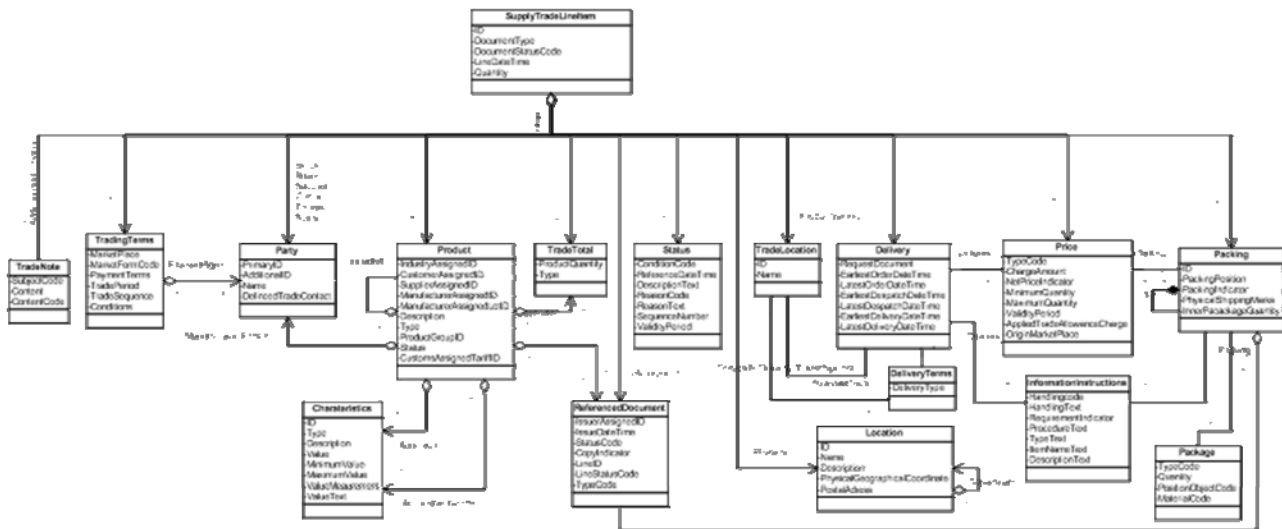 SupplyTradeLineItem
-ID
-DocumentType
-DocumentStatusCode
-LineDateTime
-Quantity
TradeNote
-SubjectCode
-Content
-ContentCode
TradingTerms
-MarketPlace
-MarketFormCode
-PaymentTerms
-TradePeriod
-TradeSequence
-Conditions
Party
-PrimaryID
-AdditionalID
-Name
-DefinedTradeContact
Product
-IndustryAssignedID
-CustomerAssignedID
-SupplierAssignedID
-ManufacturerAssignedID
-ManufacturerAssignedLotID
-Description
-Type
-ProductGroupID
-Status
-CustomsAssignedTariffID
TradeTotal
-ProductQuantity
-Type
Status
-ConditionCode
-ReferenceDateTime
-DescriptionText
-ReasonCode
-ReasonText
-SequenceNumber
-ValidityPeriod
TradeLocation
-ID
-Name
Delivery
-RequestDocument
-EarliestOrderDateTime
-LatestOrderDateTime
-EarliestDespatchDateTime
-LatestDespatchDateTime
-EarliestDeliveryDateTime
-LatestDeliveryDateTime
Price
-TypeCode
-ChargeAmount
-NetPriceIndicator
-MinimumQuantity
-MaximumQuantity
-ValidityPeriod
-AppliedTradeAllowanceCharge
-OriginMarketPlace
Packing
-ID
-PackingPosition
-PackingIndicator
-PhysicalShippingMarks
-InnerPacpackageQuantity
DeliveryTerms
-DeliveryType
Charateristics
-ID
-Type
-Description
-Value
-MinimumValue
-MaximumValue
-ValueMeasurement
-ValueText
ReferencedDocument
-IssuerAssignedID
-IssueDateTime
-StatusCode
-CopyIndicator
-LineID
-LineStatusCode
-TypeCode
Location
-ID
-Name
-Description
-PhysicalGeographicalCoordinate
-PostalAdress
InformationInstructions
-Handlingcode
-HandlingText
-RequirementIndicator
-ProcedureText
-TypeText
-ItemNameText
-DescriptionText
Package
-TypeCode
-Quantity
-PositionObjectCode
-MaterialCode